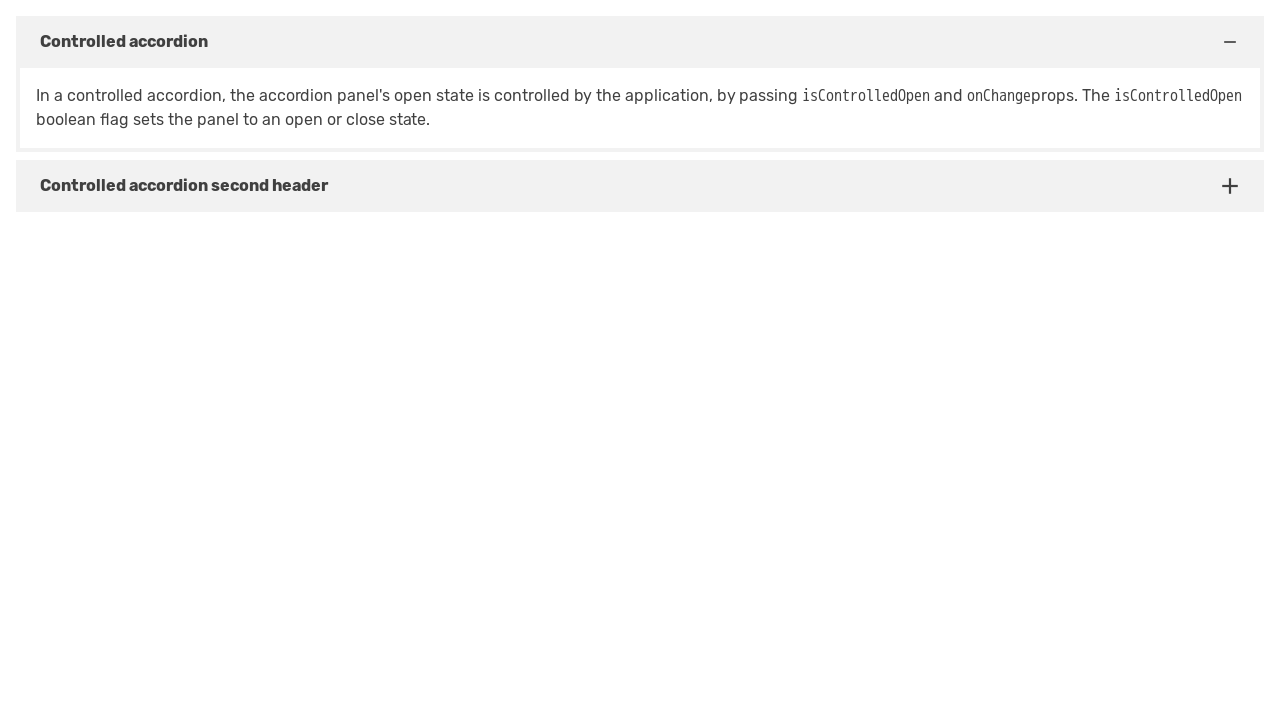 Controlled accordion
In a controlled accordion, the accordion panel's open state is controlled by the application, by passing isControlledOpen and onChangeprops. The isControlledOpen
boolean flag sets the panel to an open or close state.
Controlled accordion second header